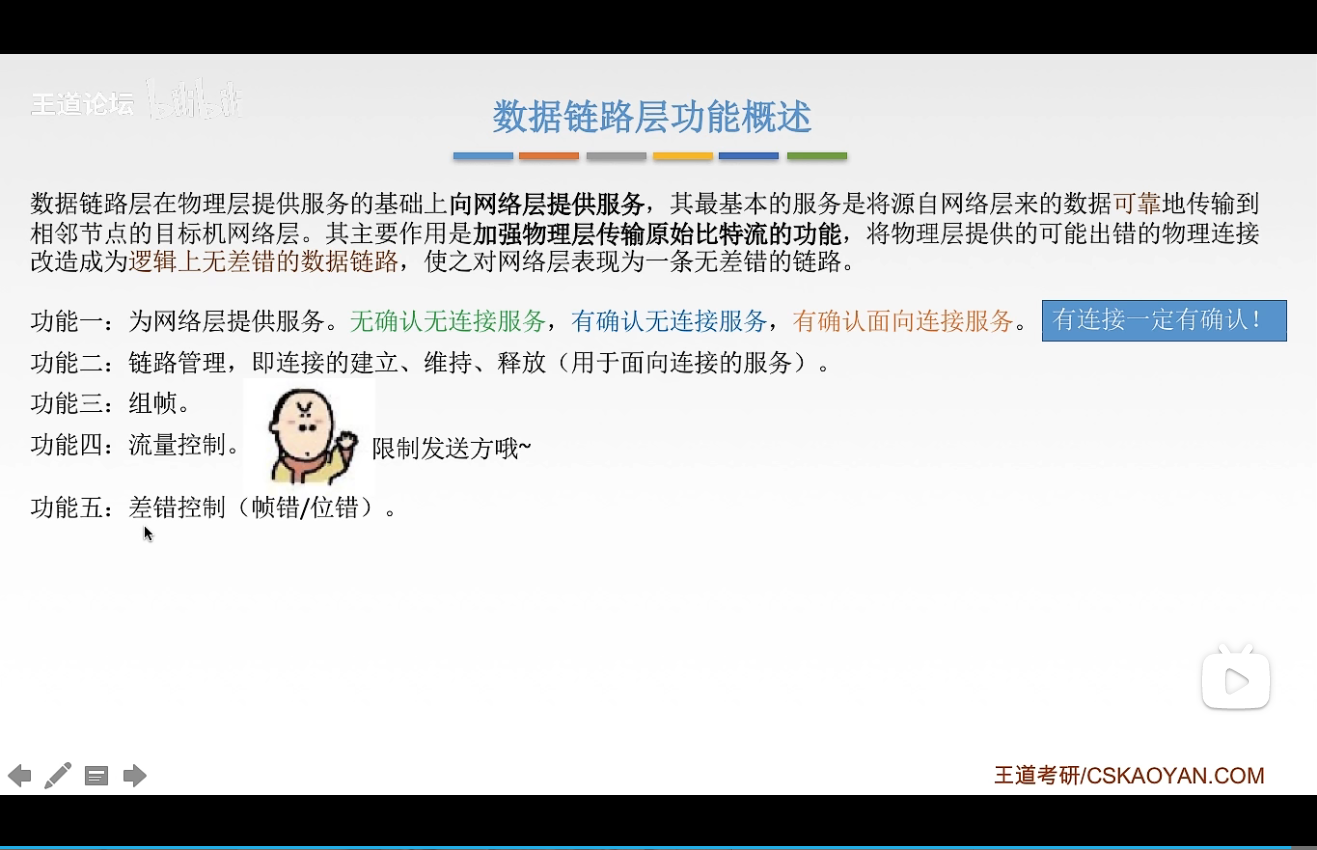 王道论坛 bilibili
数据链路层功能概述
数据链路层在物理层提供服务的基础上向网络层提供服务，其最基本的服务是将源自网络层来的数据可靠地传输到
相邻节点的目标机网络层。其主要作用是加强物理层传输原始比特流的功能，将物理层提供的可能出错的物理连接
改造成为逻辑上无差错的数据链路，使之对网络层表现为一条无差错的链路。
功能一：为网络层提供服务。无确认无连接服务，有确认无连接服务，有确认面向连接服务。 有连接一定有确认！
功能二：链路管理，即连接的建立、维持、释放（用于面向连接的服务）。
功能三：组帧。
功能四：流量控制。 限制发送方哦~
功能五：差错控制（帧错/位错）。
王道考研/CSKAOYAN.COM